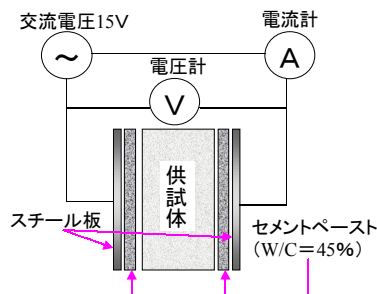 交流電圧15V
電流計
~
A
電圧計
V
供試体
スチール板
セメントペースト
(W/C=45%)